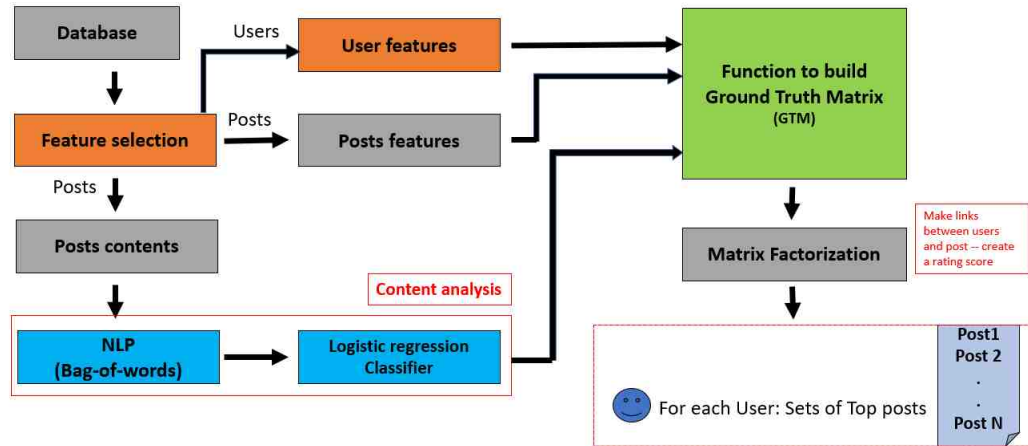 Database
Users
User features
Function to build
Ground Truth Matrix
(GTM)
Feature selection
Posts
Posts features
Posts
Posts contents
Make links
between users
and post -- create
a rating score
Matrix Factorization
Content analysis
NLP
(Bag-of-words)
Logistic regression
Classifier
For each User: Sets of Top posts
Post1
Post 2
.
.
Post N